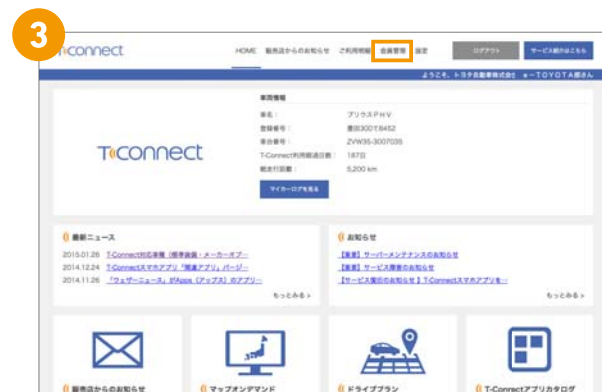 3
T-Connect
HOME 販売店からのお知らせ ご利用明細 会員管理 設定 ログアウト サービス紹介はこちら
ようこそ、トヨタ自動車株式会社 e-TOYOTA部さん
T-Connect
車両情報
車名： プリウスPHV
登録番号： 豊田300て8452
車台番号： ZVW35-3007035
T-Connect利用経過日数： 187日
総走行距離： 5,200 km
マイカーログを見る
最新ニュース
2015.01.26 T-Connect対応車種（標準装備・メーカーオプ…
2014.12.24 T-Connectスマホアプリ「関連アプリ」バージ…
2014.11.26 「ウェザーニュース」がApps（アップス）のアプリ…
もっとみる >
お知らせ
【重要】サーバーメンテナンスのお知らせ
【重要】サービス障害のお知らせ
【サービス復旧のお知らせ】T-Connectスマホアプリを…
もっとみる >
販売店からのお知らせ
マップオンデマンド
ドライブプラン
T-Connectアプリカタログ